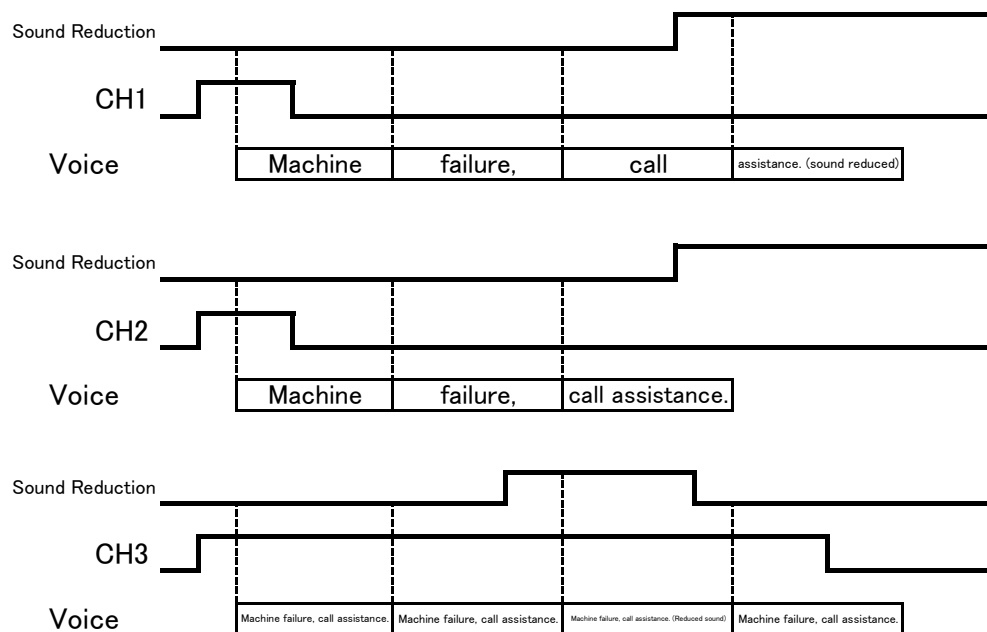 Sound Reduction
CH1
Voice Machine failure, call assistance. (sound reduced)
Sound Reduction
CH2
Voice Machine failure, call assistance.
Sound Reduction
CH3
Voice Machine failure, call assistance. Machine failure, call assistance. Machine failure, call assistance. (Reduced sound) Machine failure, call assistance.